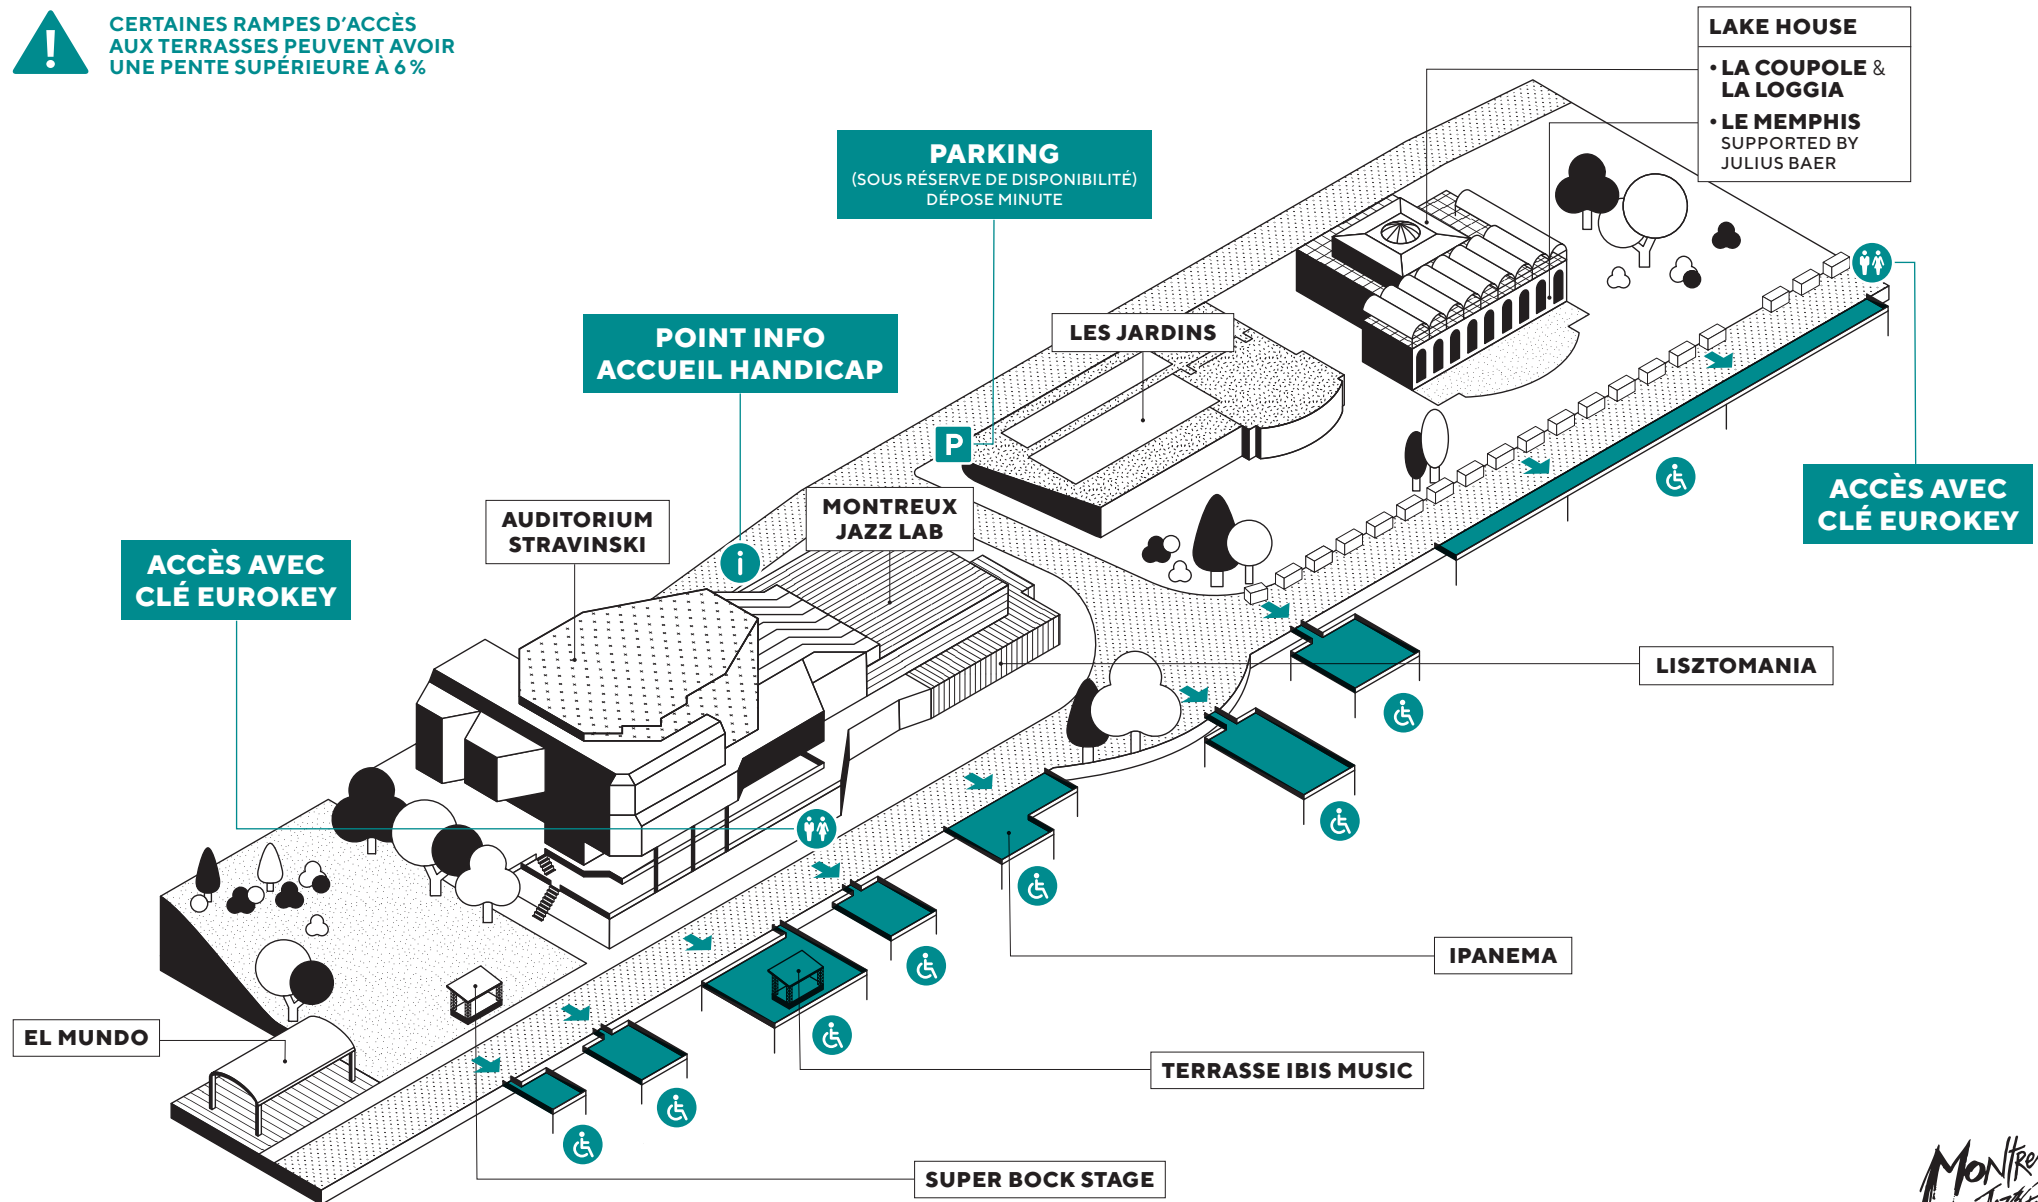 CERTAINES RAMPES D'ACCÈS
AUX TERRASSES PEUVENT AVOIR
UNE PENTE SUPÉRIEURE À 6 %
LAKE HOUSE
• LA COUPOLE &
LA LOGGIA
• LE MEMPHIS
SUPPORTED BY
JULIUS BAER
PARKING
(SOUS RÉSERVE DE DISPONIBILITÉ)
DÉPOSE MINUTE
POINT INFO
ACCUEIL HANDICAP
LES JARDINS
P
ACCÈS AVEC
CLÉ EUROKEY
AUDITORIUM
STRAVINSKI
MONTREUX
JAZZ LAB
i
ACCÈS AVEC
CLÉ EUROKEY
LISZTOMANIA
IPANEMA
EL MUNDO
TERRASSE IBIS MUSIC
SUPER BOCK STAGE